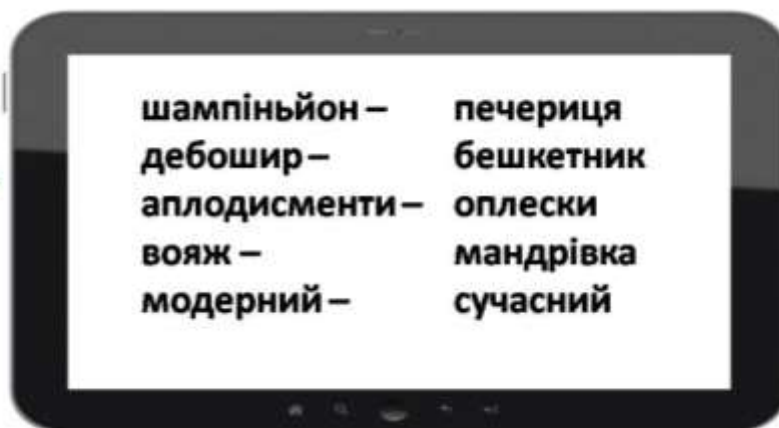 шампіньйон – печериця
дебошир – бешкетник
аплодисменти – оплески
вояж – мандрівка
модерний – сучасний